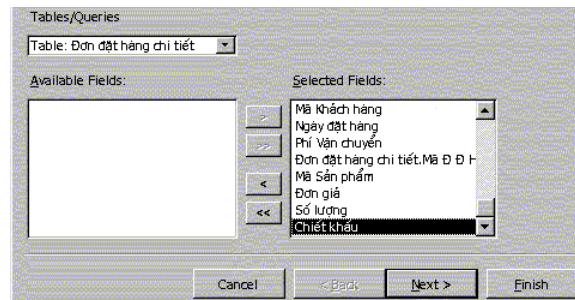 Tables/Queries
Table: Đơn đặt hàng chi tiết
Available Fields:
Selected Fields:
Mã Khách hàng
Ngày đặt hàng
Phí Vận chuyển
Đơn đặt hàng chi tiết.Mã Đ Đ H
Mã Sản phẩm
Đơn giá
Số lượng
Chiết khấu
>
>>
<
<<
Cancel
< Back
Next >
Finish